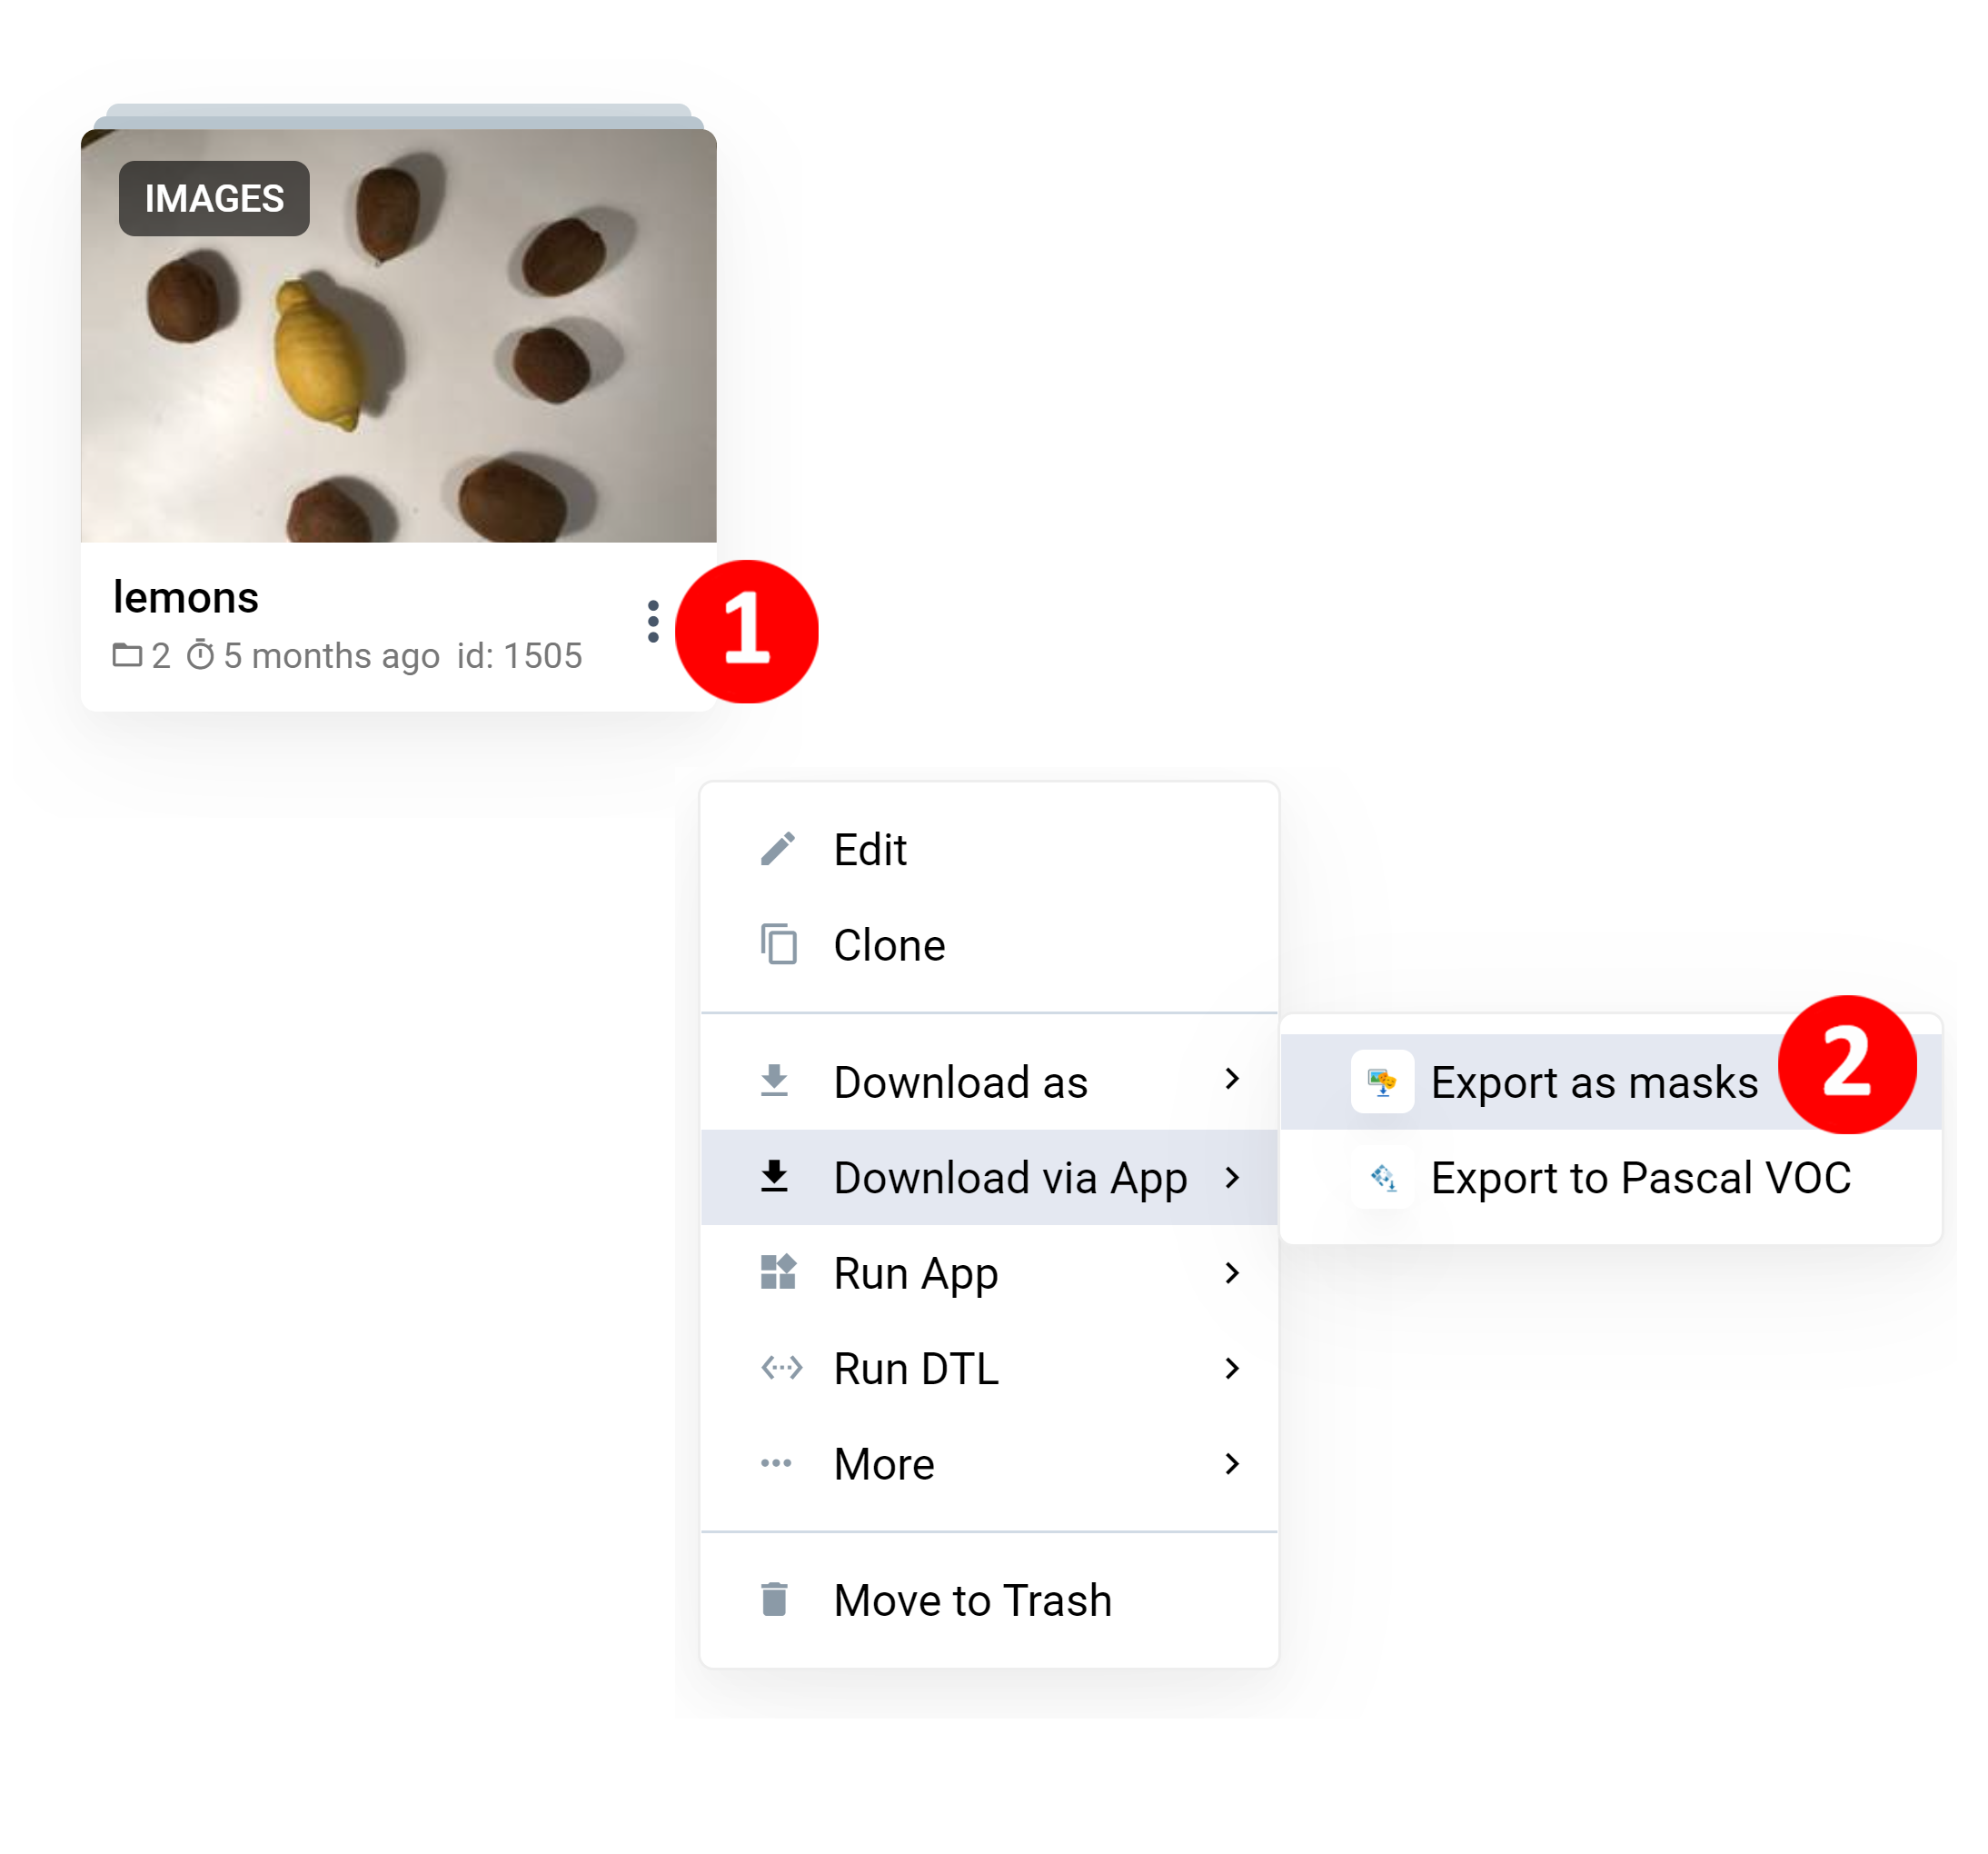 IMAGES
lemons
2 5 months ago id: 1505
1
Edit
Clone
Download as
Download via App
Run App
Run DTL
More
Move to Trash
Export as masks
2
Export to Pascal VOC